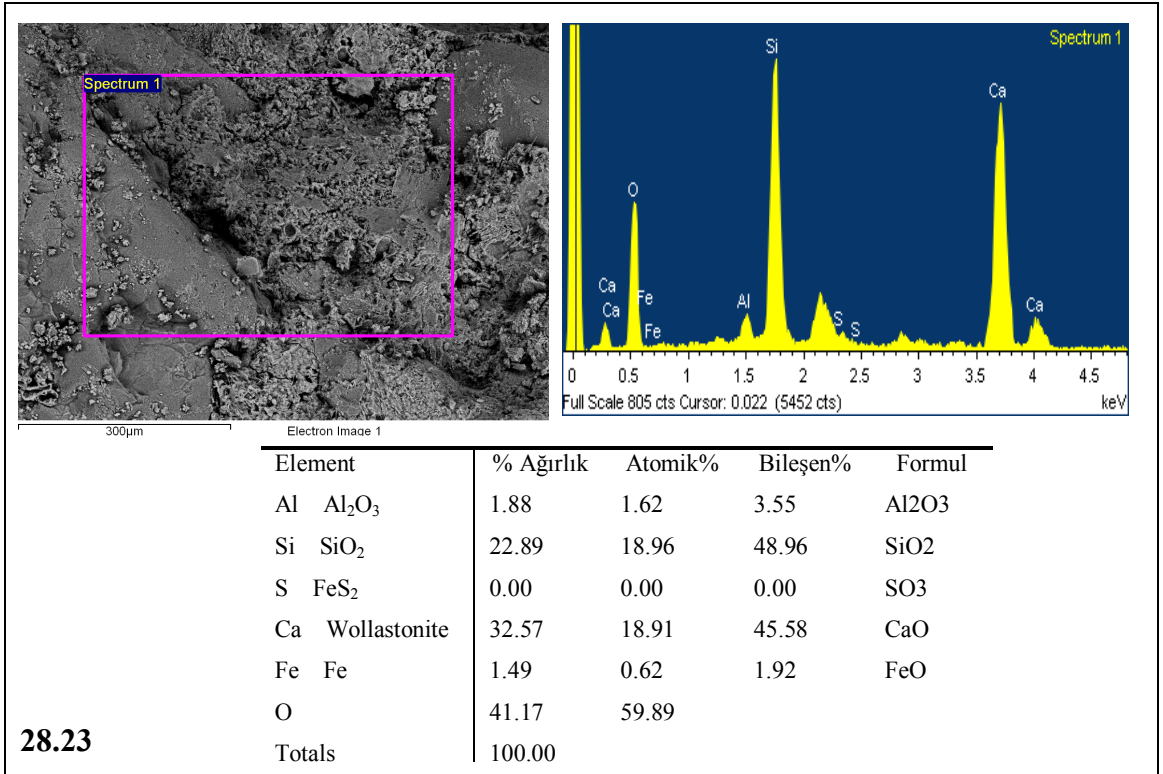 Spectrum 1
300µm
Electron Image 1
Spectrum 1
Si
Ca
O
Ca
Ca
Fe
Fe
Al
S
S
Ca
0 0.5 1 1.5 2 2.5 3 3.5 4 4.5
Full Scale 805 cts Cursor: 0.022 (5452 cts) keV
Element % Ağırlık Atomik% Bileşen% Formul
Al Al₂O₃ 1.88 1.62 3.55 Al2O3
Si SiO₂ 22.89 18.96 48.96 SiO2
S FeS₂ 0.00 0.00 0.00 SO3
Ca Wollastonite 32.57 18.91 45.58 CaO
Fe Fe 1.49 0.62 1.92 FeO
O 41.17 59.89
Totals 100.00
28.23